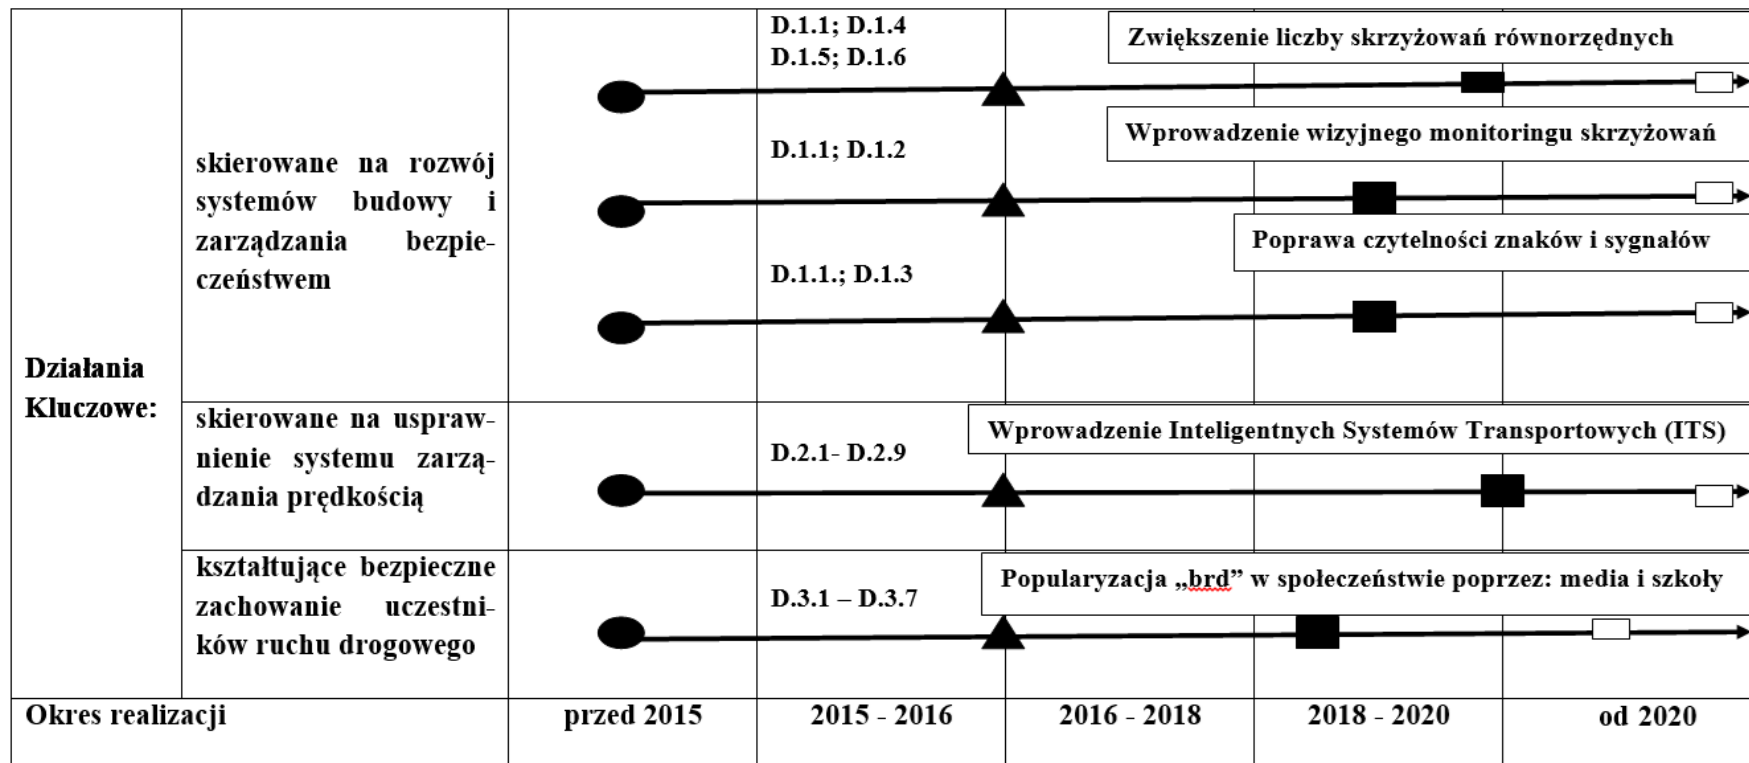 D.1.1; D.1.4
D.1.5; D.1.6
Zwiększenie liczby skrzyżowań równorzędnych
Wprowadzenie wizyjnego monitoringu skrzyżowań
D.1.1; D.1.2
skierowane na rozwój
systemów budowy i
zarządzania bezpie-
czeństwem
Poprawa czytelności znaków i sygnałów
D.1.1.; D.1.3
Działania
Kluczowe:
skierowane na uspraw-
nienie systemu zarzą-
dzania prędkością
Wprowadzenie Inteligentnych Systemów Transportowych (ITS)
D.2.1- D.2.9
kształtujące bezpieczne
zachowanie uczestni-
ków ruchu drogowego
Popularyzacja „brd” w społeczeństwie poprzez: media i szkoły
D.3.1 – D.3.7
Okres realizacji
przed 2015
2015 - 2016
2016 - 2018
2018 - 2020
od 2020